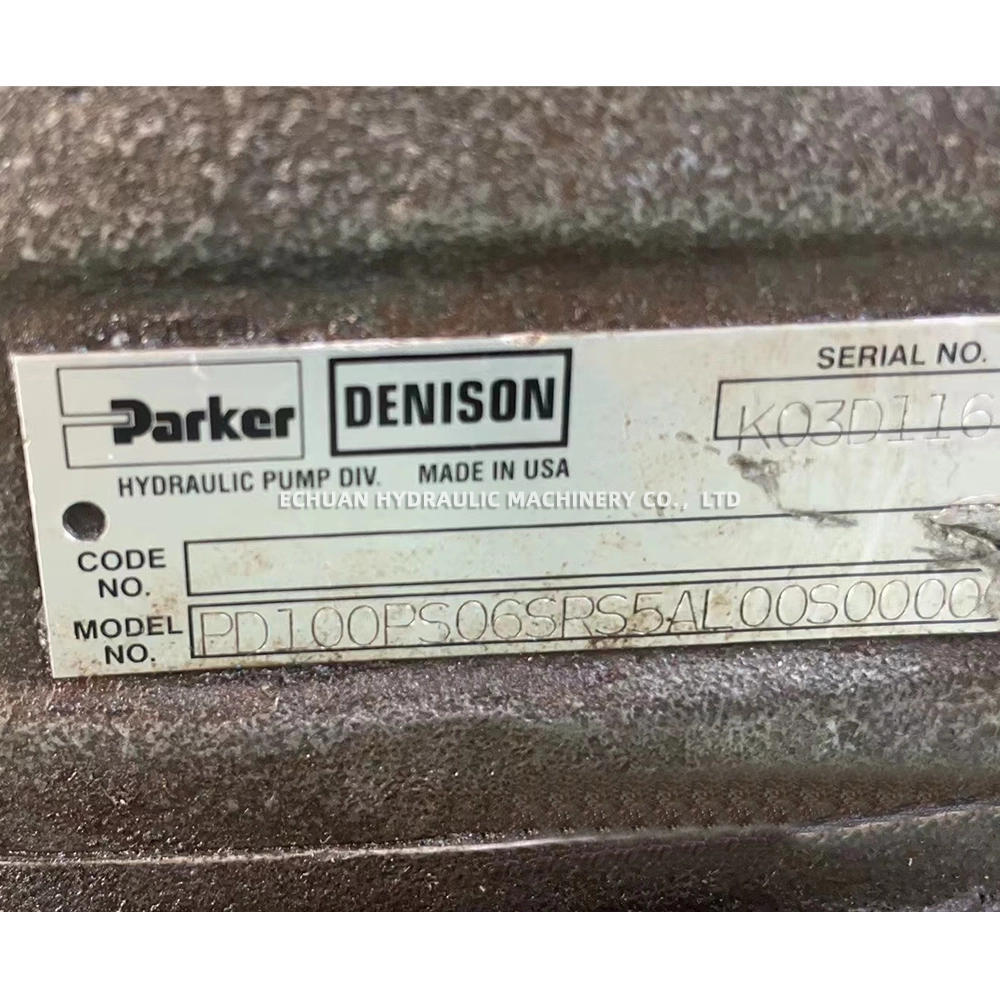 Parker DENISON
SERIAL NO.
K03D116
HYDRAULIC PUMP DIV. MADE IN USA
ECHUAN HYDRAULIC MACHINERY CO., LTD
CODE NO.
MODEL NO. PD100PS06SRS5AL00S0000